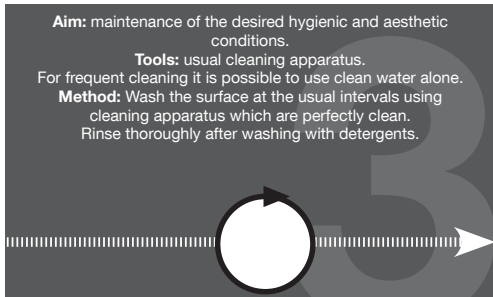 Aim: maintenance of the desired hygienic and aesthetic
conditions.
Tools: usual cleaning apparatus.
For frequent cleaning it is possible to use clean water alone.
Method: Wash the surface at the usual intervals using
cleaning apparatus which are perfectly clean.
Rinse thoroughly after washing with detergents.
3